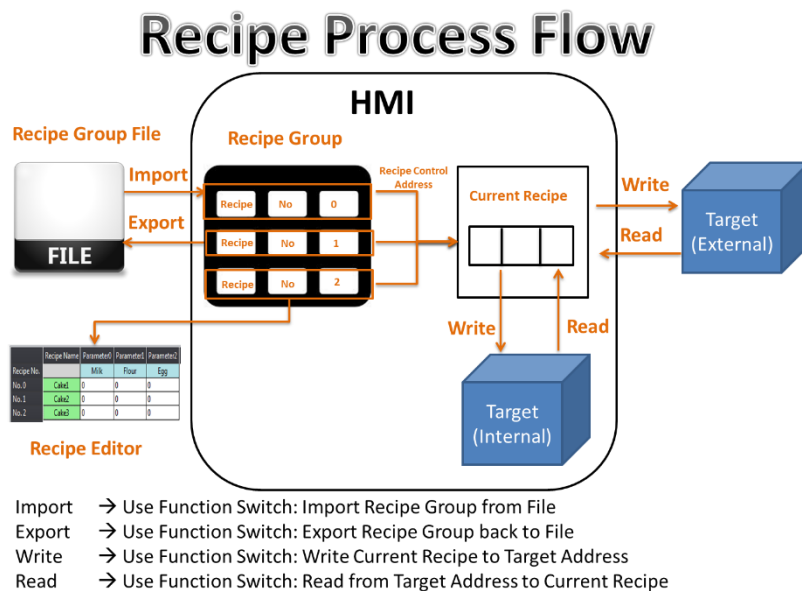 Recipe Process Flow
HMI
Recipe Group File
Recipe Group
Import
Export
FILE
Recipe No 0
Recipe No 1
Recipe No 2
Recipe Control
Address
Current Recipe
Write
Read
Target
(External)
Write
Read
Target
(Internal)
Recipe Name Parameter0 Parameter1 Parameter2
Recipe No. Milk Flour Egg
No. 0 Cake1 0 0 0
No. 1 Cake2 0 0 0
No. 2 Cake3 0 0 0
Recipe Editor
Import → Use Function Switch: Import Recipe Group from File
Export → Use Function Switch: Export Recipe Group back to File
Write → Use Function Switch: Write Current Recipe to Target Address
Read → Use Function Switch: Read from Target Address to Current Recipe